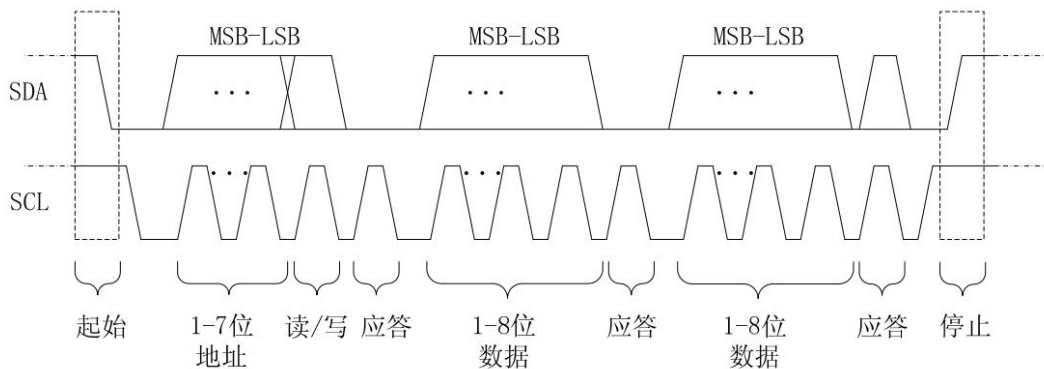 MSB-LSB MSB-LSB MSB-LSB
SDA ... ... ...
SCL ... ... ...
起始 1-7位 读/写 应答 1-8位 应答 1-8位 应答 停止
地址 数据 数据